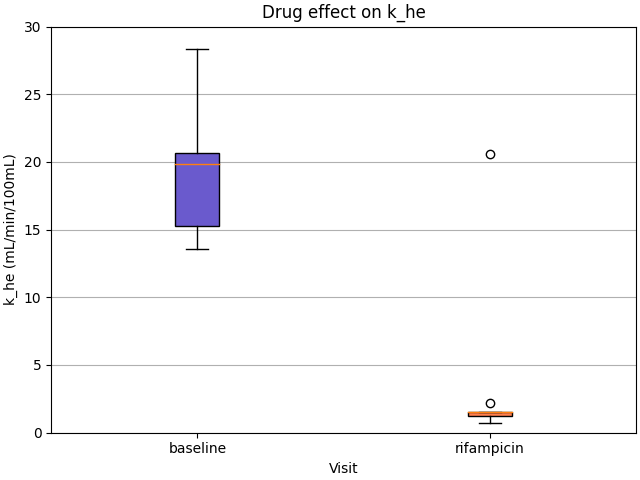 Drug effect on k_he
k_he (mL/min/100mL)
30
25
20
15
10
5
0
baseline
rifampicin
Visit